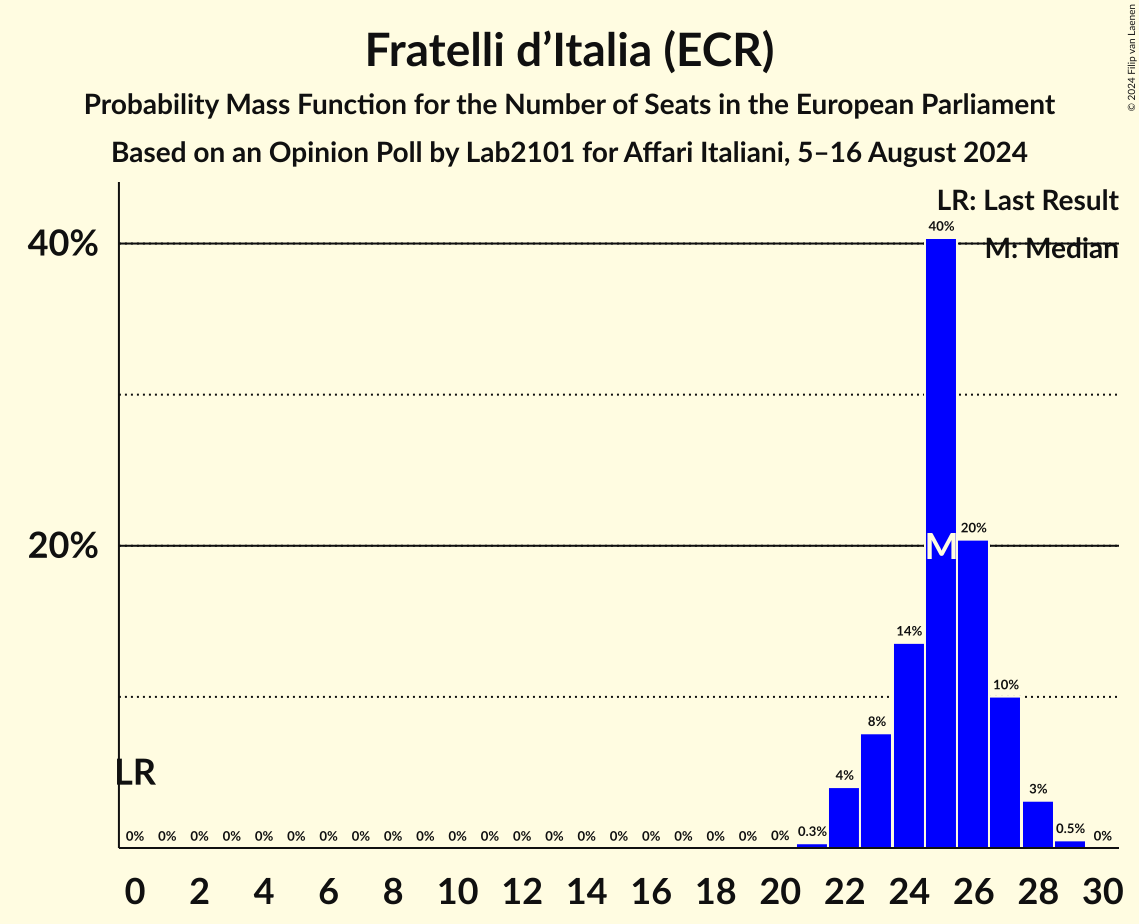 Fratelli d’Italia (ECR)
Probability Mass Function for the Number of Seats in the European Parliament
Based on an Opinion Poll by Lab2101 for Affari Italiani, 5–16 August 2024
© 2024 Filip van Laenen
LR: Last Result
M: Median
40%
20%
40%
20%
14%
10%
8%
4%
3%
0.3%
0.5%
M
LR
0% 0% 0% 0% 0% 0% 0% 0% 0% 0% 0% 0% 0% 0% 0% 0% 0% 0% 0% 0% 0% 0%
0 2 4 6 8 10 12 14 16 18 20 22 24 26 28 30